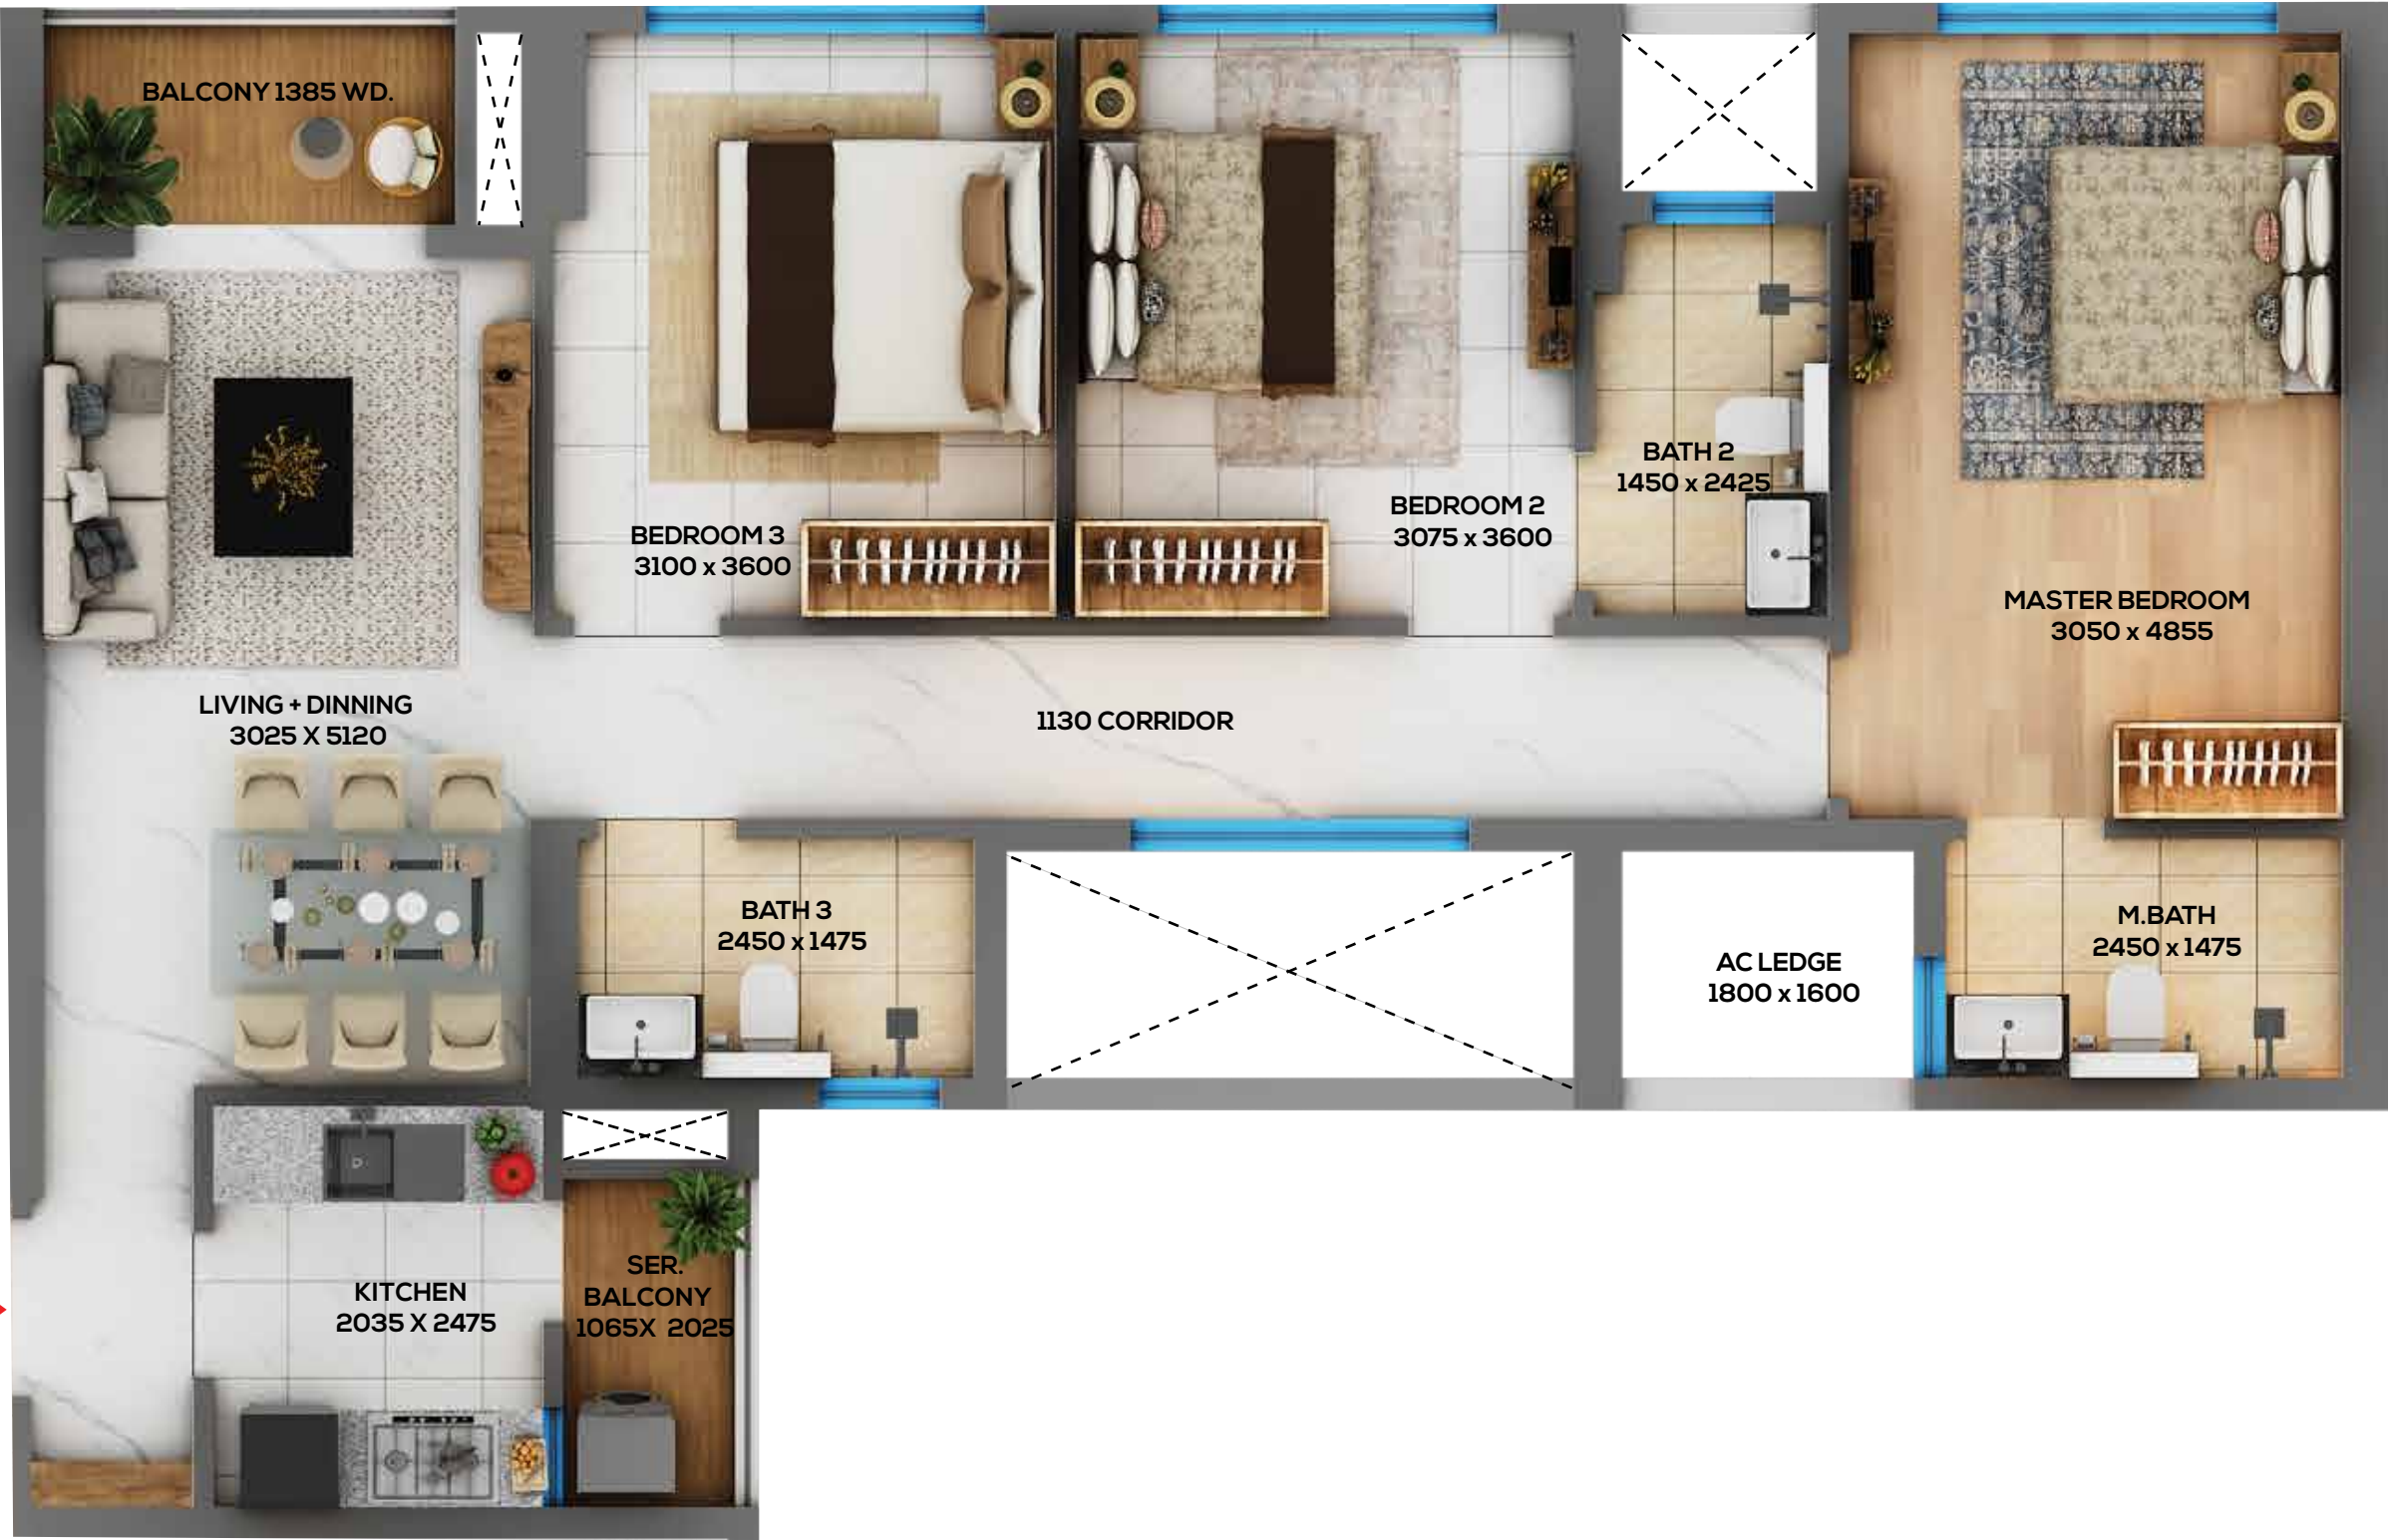 BALCONY 1385 WD.
BEDROOM 3
3100 x 3600
BEDROOM 2
3075 x 3600
BATH 2
1450 x 2425
MASTER BEDROOM
3050 x 4855
LIVING + DINNING
3025 X 5120
1130 CORRIDOR
BATH 3
2450 x 1475
AC LEDGE
1800 x 1600
M.BATH
2450 x 1475
KITCHEN
2035 X 2475
SER.
BALCONY
1065X 2025